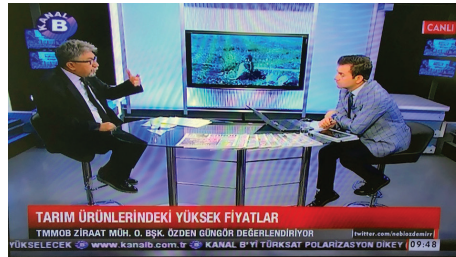 KANAL
B
CANLI
TARIM ÜRÜNLERİNDEKİ YÜKSEK FİYATLAR
TMMOB ZİRAAT MÜH. O. BŞK. ÖZDEN GÜNGÖR DEĞERLENDİRİYOR
twitter.com/nebiozdemirr
YÜKSELECEK www.kanalb.com.tr KANAL B'Yİ TÜRKSAT POLARİZASYON DİKEY
09:48